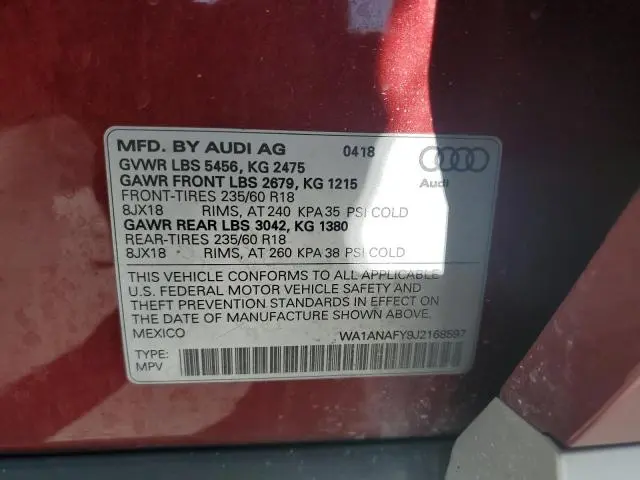 MFD. BY AUDI AG 0418
GVWR LBS 5456, KG 2475
GAWR FRONT LBS 2679, KG 1215
FRONT-TIRES 235/60 R18
8JX18 RIMS, AT 240 KPA 35 PSI COLD
GAWR REAR LBS 3042, KG 1380
REAR-TIRES 235/60 R18
8JX18 RIMS, AT 260 KPA 38 PSI COLD
Audi
THIS VEHICLE CONFORMS TO ALL APPLICABLE
U.S. FEDERAL MOTOR VEHICLE SAFETY AND
THEFT PREVENTION STANDARDS IN EFFECT ON
THE DATE OF MANUFACTURE SHOWN ABOVE.
MEXICO
TYPE:
MPV